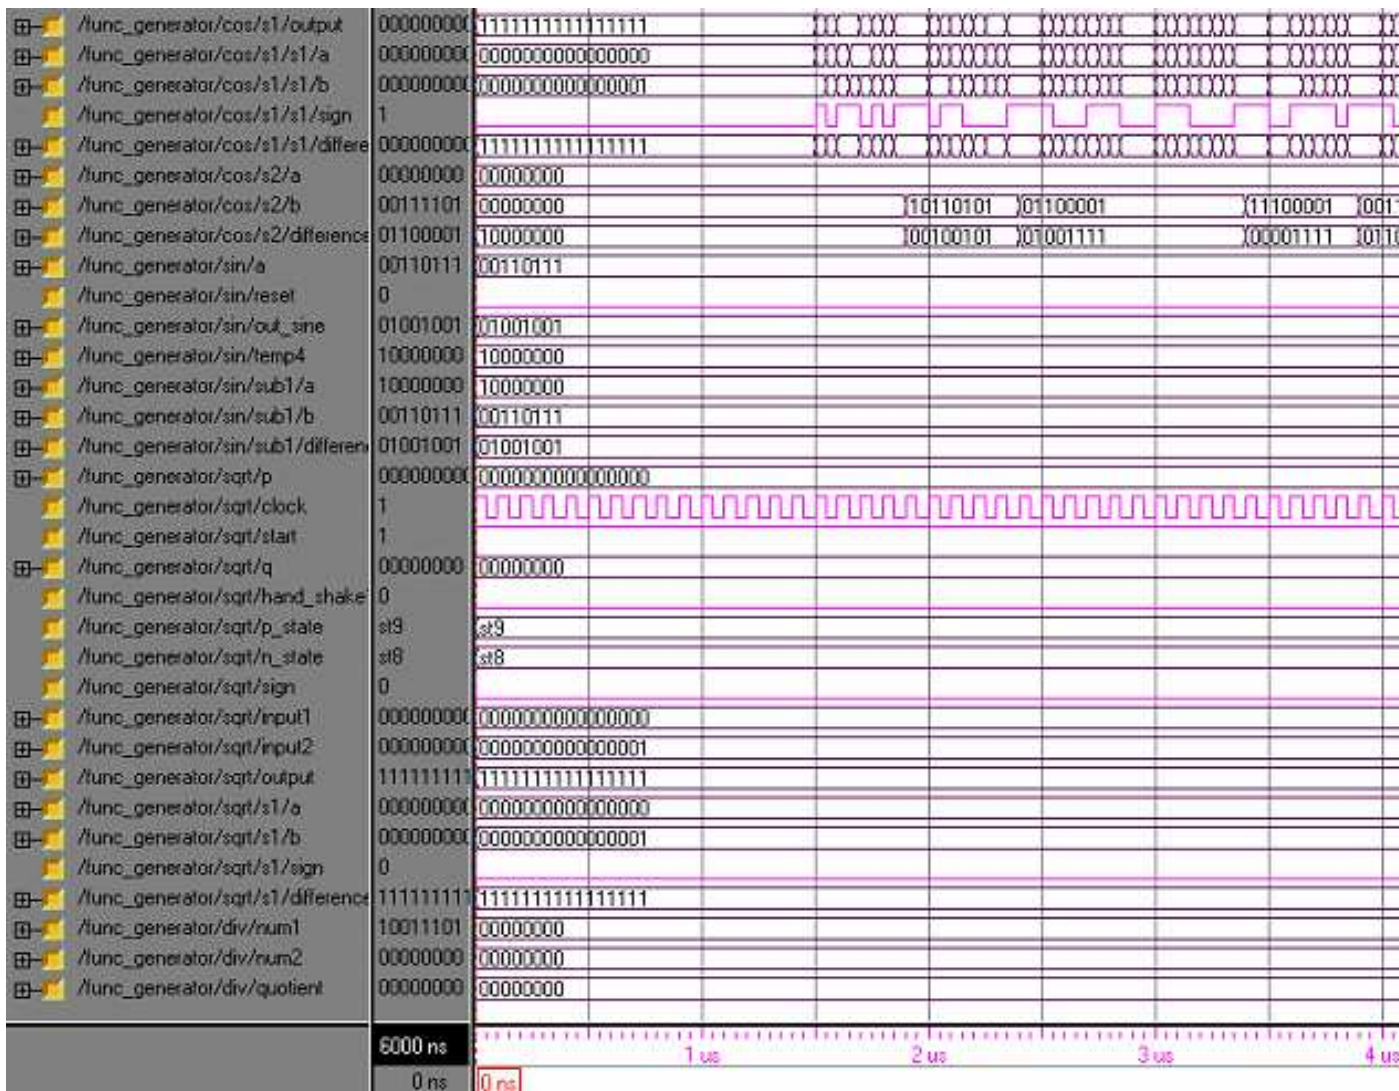 /func_generator/cos/s1/output 000000000 1111111111111111
/func_generator/cos/s1/s1/a 000000000 0000000000000000
/func_generator/cos/s1/s1/b 000000000 0000000000000001
/func_generator/cos/s1/s1/sign 1
/func_generator/cos/s1/s1/differe 000000000 1111111111111111
/func_generator/cos/s2/a 00000000 00000000
/func_generator/cos/s2/b 00111101 00000000 10110101 01100001 11100001 0011
/func_generator/cos/s2/difference 01100001 10000000 00100101 01001111 00001111 0110
/func_generator/sin/a 00110111 00110111
/func_generator/sin/reset 0
/func_generator/sin/out_sine 01001001 01001001
/func_generator/sin/temp4 10000000 10000000
/func_generator/sin/sub1/a 10000000 10000000
/func_generator/sin/sub1/b 00110111 00110111
/func_generator/sin/sub1/differen 01001001 01001001
/func_generator/sqrt/p 000000000 0000000000000000
/func_generator/sqrt/clock 1
/func_generator/sqrt/start 1
/func_generator/sqrt/q 00000000 00000000
/func_generator/sqrt/hand_shake 0
/func_generator/sqrt/p_state st9 st9
/func_generator/sqrt/n_state st8 st8
/func_generator/sqrt/sign 0
/func_generator/sqrt/input1 000000000 0000000000000000
/func_generator/sqrt/input2 000000000 0000000000000001
/func_generator/sqrt/output 111111111 1111111111111111
/func_generator/sqrt/s1/a 000000000 0000000000000000
/func_generator/sqrt/s1/b 000000000 0000000000000001
/func_generator/sqrt/s1/sign 0
/func_generator/sqrt/s1/difference 111111111 1111111111111111
/func_generator/div/num1 10011101 00000000
/func_generator/div/num2 00000000 00000000
/func_generator/div/quotient 00000000 00000000
6000 ns 1 us 2 us 3 us 4 us
0 ns 0 ns